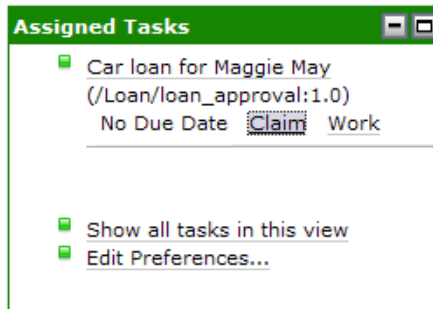 Assigned Tasks
Car loan for Maggie May
(/Loan/loan_approval:1.0)
No Due Date Claim Work
Show all tasks in this view
Edit Preferences...